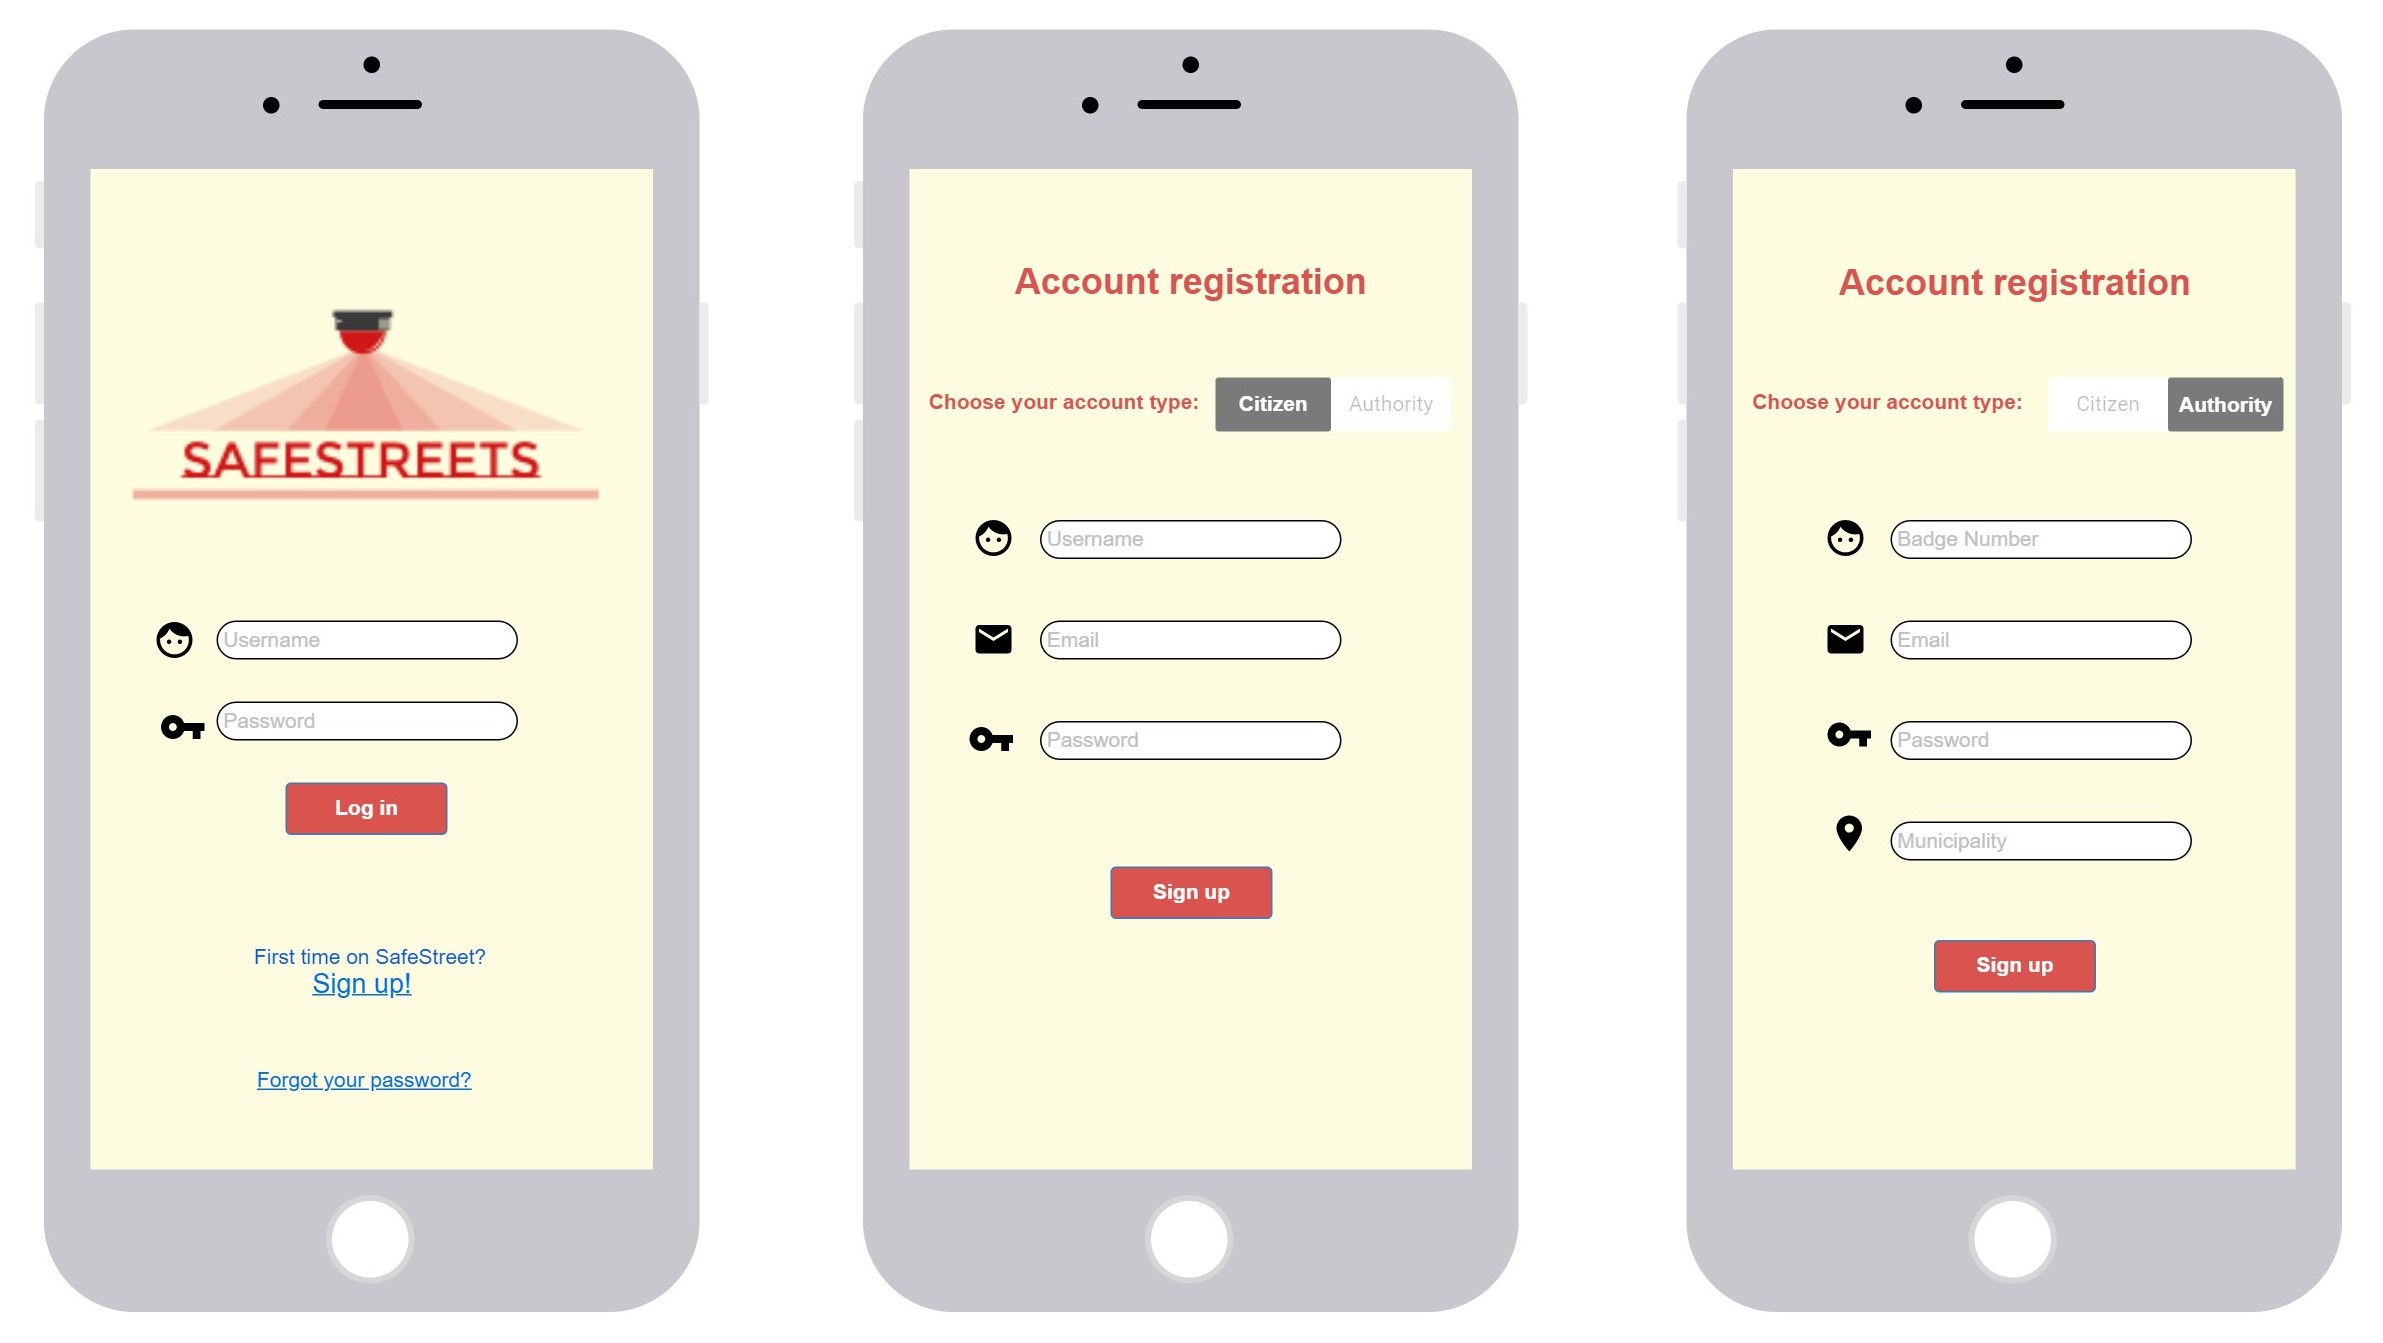 SAFESTREETS
Username
Password
Log in
First time on SafeStreet?
Sign up!
Forgot your password?
Account registration
Choose your account type: Citizen Authority
Username
Email
Password
Sign up
Account registration
Choose your account type: Citizen Authority
Badge Number
Email
Password
Municipality
Sign up